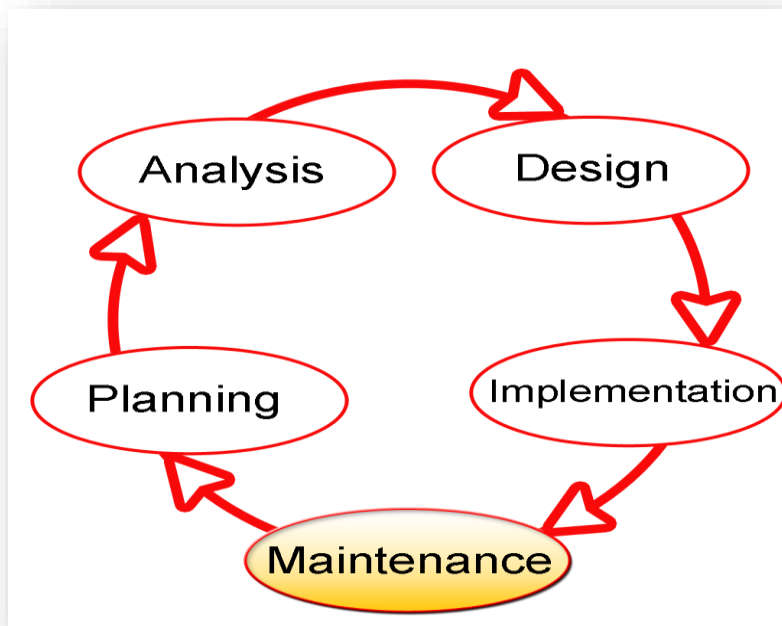 Analysis
Design
Planning
Implementation
Maintenance